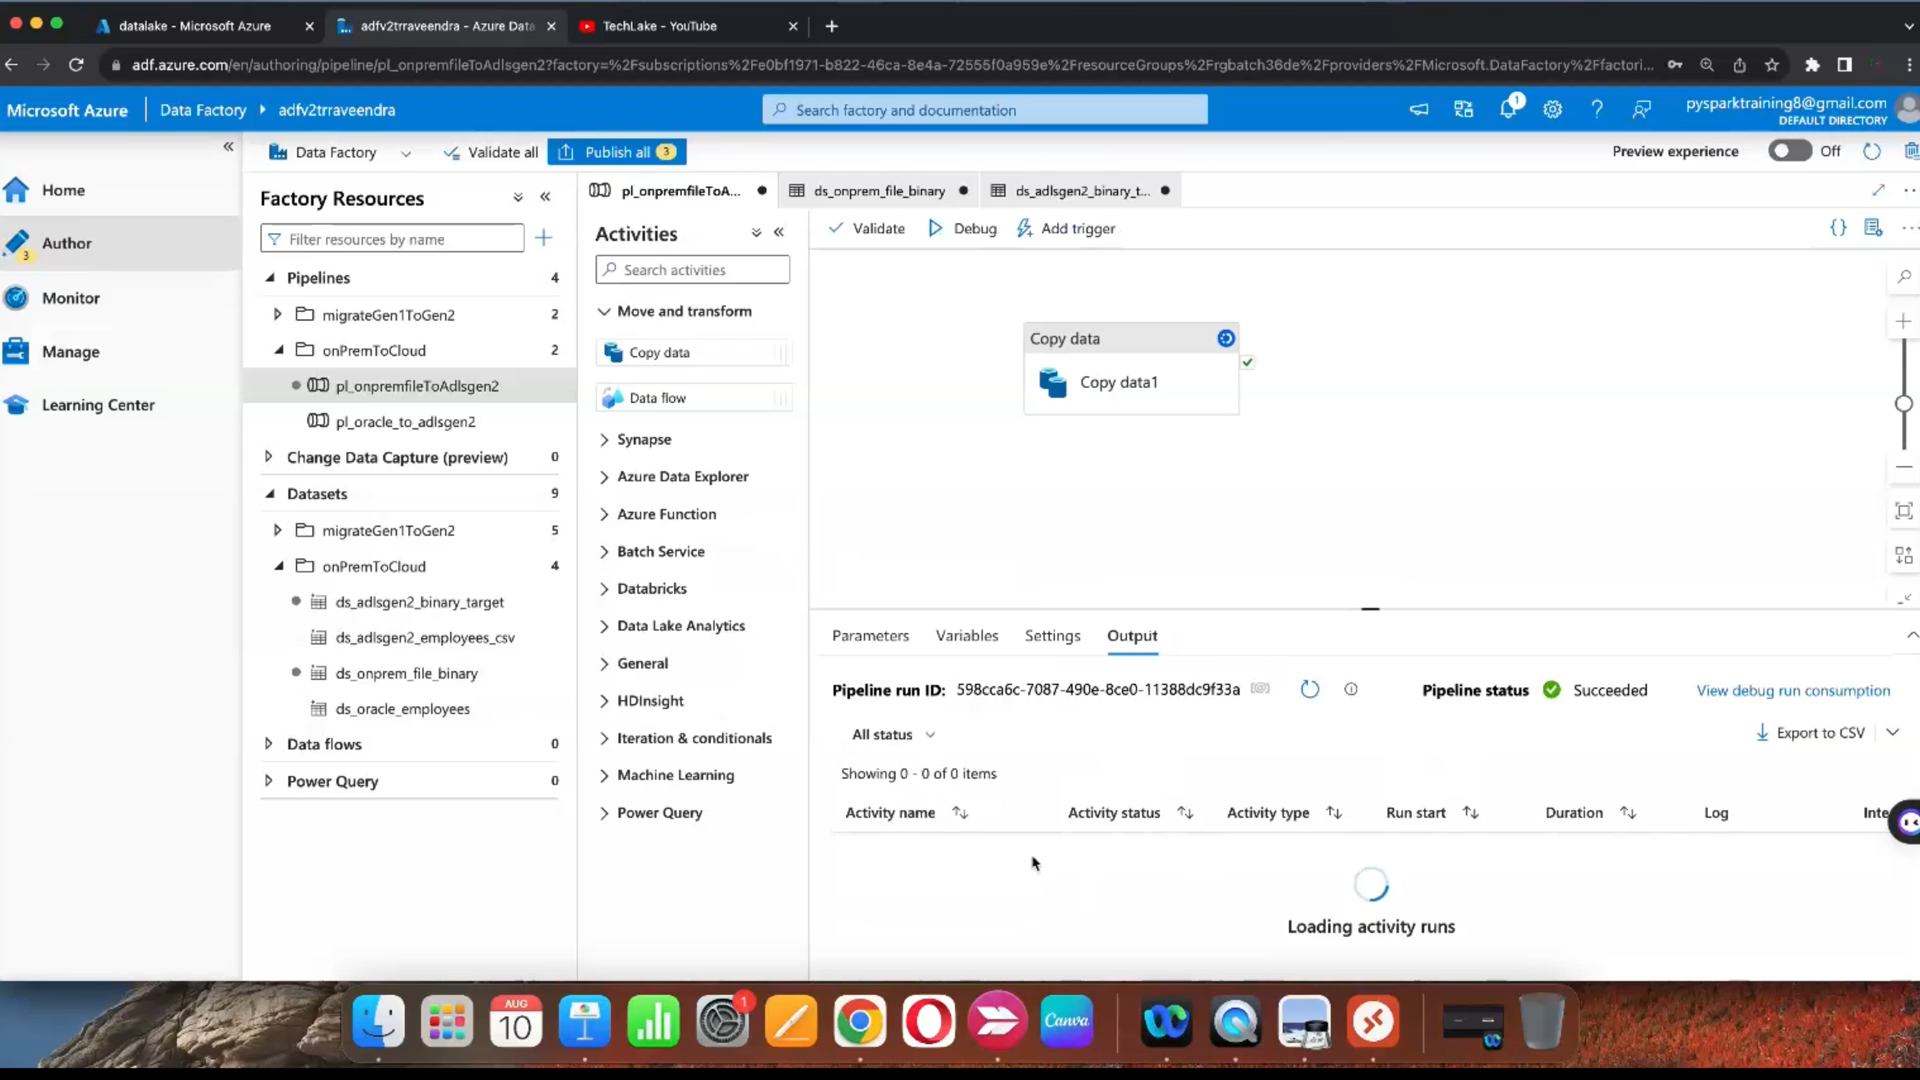 datalake - Microsoft Azure
adfv2trraveendra - Azure Data
TechLake - YouTube
adf.azure.com/en/authoring/pipeline/pl_onpremfileToAdlsgen2?factory=%2Fsubscriptions%2Fe0bf1971-b822-46ca-8e4a-72555f0a959e%2FresourceGroups%2Frgbatch36de%2Fproviders%2FMicrosoft.DataFactory%2Ffactori...
Microsoft Azure
Data Factory
adfv2trraveendra
Search factory and documentation
1
pysparktraining8@gmail.com
DEFAULT DIRECTORY
Data Factory
Validate all
Publish all 3
Preview experience
Off
Home
Author
3
Monitor
Manage
Learning Center
Factory Resources
Filter resources by name
Pipelines 4
migrateGen1ToGen2 2
onPremToCloud 2
pl_onpremfileToAdlsgen2
pl_oracle_to_adlsgen2
Change Data Capture (preview) 0
Datasets 9
migrateGen1ToGen2 5
onPremToCloud 4
ds_adlsgen2_binary_target
ds_adlsgen2_employees_csv
ds_onprem_file_binary
ds_oracle_employees
Data flows 0
Power Query 0
pl_onpremfileToA...
ds_onprem_file_binary
ds_adlsgen2_binary_t...
Activities
Search activities
Move and transform
Copy data
Data flow
Synapse
Azure Data Explorer
Azure Function
Batch Service
Databricks
Data Lake Analytics
General
HDInsight
Iteration & conditionals
Machine Learning
Power Query
Validate
Debug
Add trigger
Copy data
Copy data1
Parameters
Variables
Settings
Output
Pipeline run ID: 598cca6c-7087-490e-8ce0-11388dc9f33a
Pipeline status Succeeded
View debug run consumption
All status
Export to CSV
Showing 0 - 0 of 0 items
Activity name
Activity status
Activity type
Run start
Duration
Log
Inte
Loading activity runs
AUG
10
1
Canva